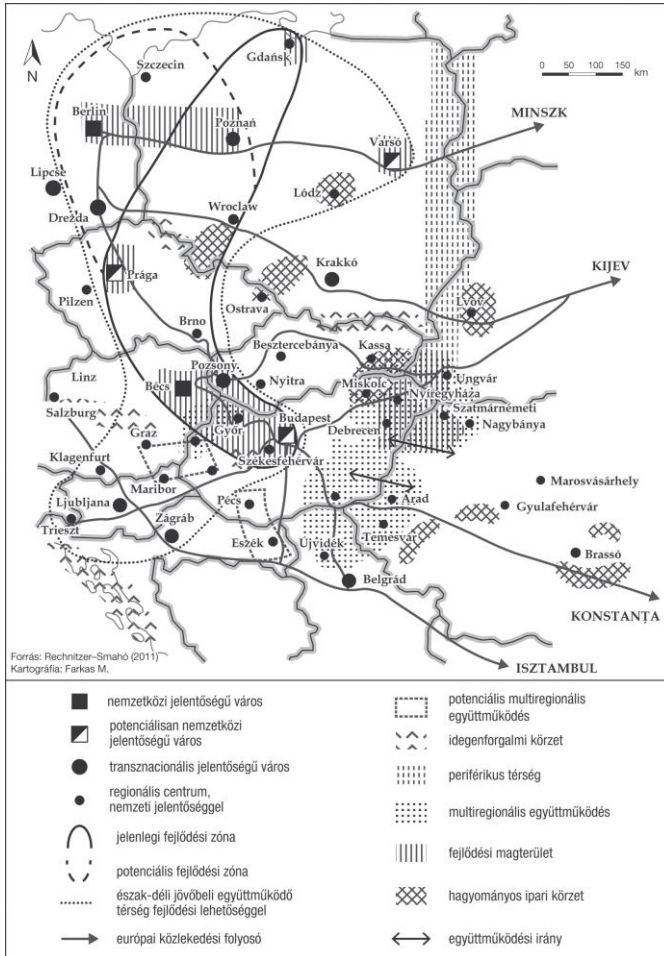 Gdańsk
Szczecin
N
0 50 100 150
km
Berlin
Poznań
MINSZK
Varsó
Lipcse
Lódz
Drezda
Wroclaw
Krakkó
Prága
KIJEV
Pilzen
Ostrava
Lvov
Brno
Besztercebánya
Kassa
Linz
Pozsony
Bécs
Nyitra
Miskolc
Ungvár
Nyíregyháza
Salzburg
Budapest
Szatmárnémeti
Győr
Debrecen
Nagybánya
Graz
Székesfehérvár
Klagenfurt
Maribor
Marosvásárhely
Ljubljana
Pécs
Arad
Gyulafehérvár
Trieszt
Zágráb
Temesvár
Eszék
Újvidék
Brassó
Belgrád
KONSTANȚA
Forrás: Rechnitzer–Smahó (2011)
Kartográfia: Farkas M.
ISZTAMBUL
nemzetközi jelentőségű város
potenciálisan nemzetközi
jelentőségű város
transznacionális jelentőségű város
regionális centrum,
nemzeti jelentőséggel
jelenlegi fejlődési zóna
potenciális fejlődési zóna
észak-déli jövőbeli együttműködő
térség fejlődési lehetőséggel
európai közlekedési folyosó
potenciális multiregionális
együttműködés
idegenforgalmi körzet
periférikus térség
multiregionális együttműködés
fejlődési magterület
hagyományos ipari körzet
együttműködési irány